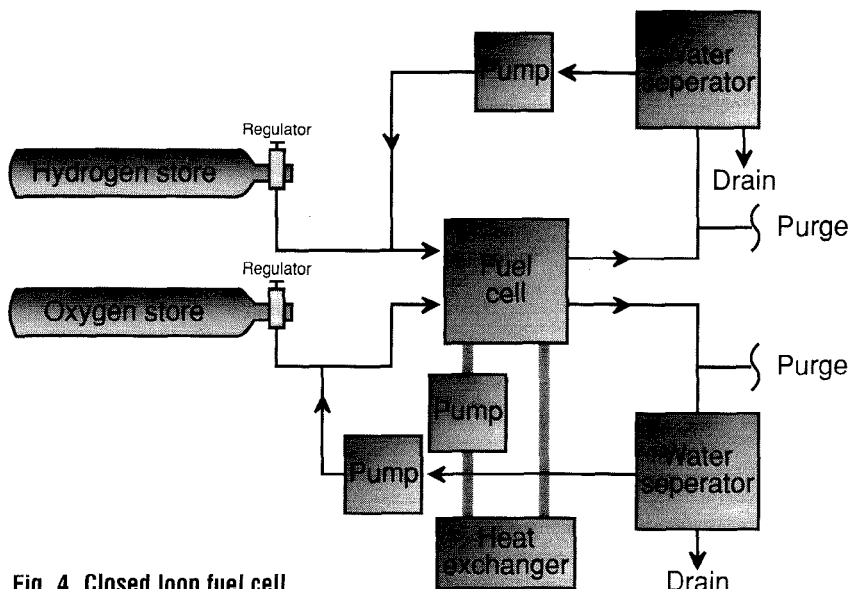 Pump
Water
seperator
Regulator
Hydrogen store
Drain
Purge
Fuel
cell
Regulator
Oxygen store
Purge
Pump
Pump
Water
seperator
Heat
exchanger
Drain
Fig. 4 Closed loop fuel cell